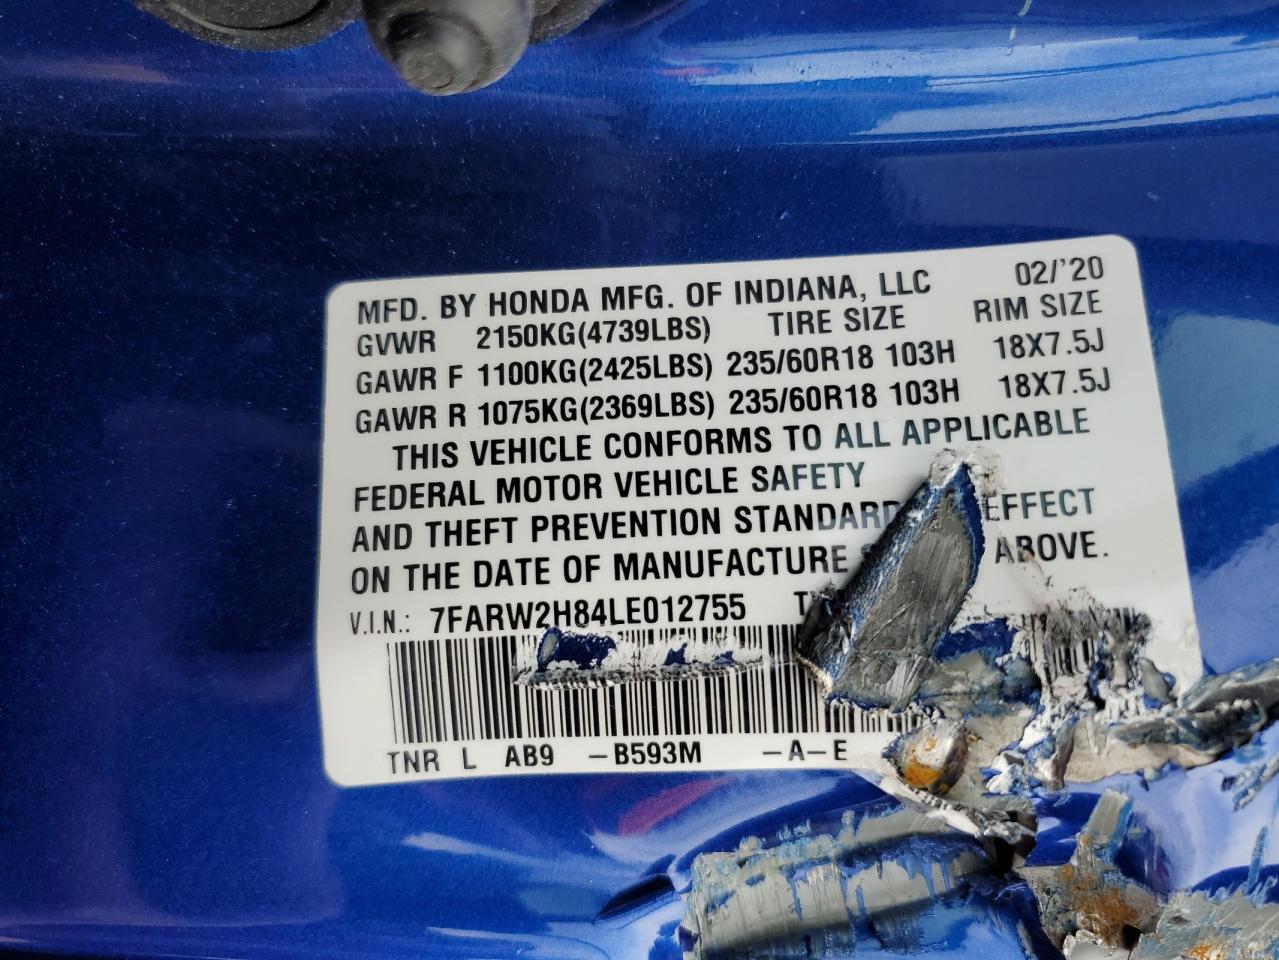 MFD. BY HONDA MFG. OF INDIANA, LLC 02/'20
GVWR 2150KG(4739LBS) TIRE SIZE RIM SIZE
GAWR F 1100KG(2425LBS) 235/60R18 103H 18X7.5J
GAWR R 1075KG(2369LBS) 235/60R18 103H 18X7.5J
THIS VEHICLE CONFORMS TO ALL APPLICABLE
FEDERAL MOTOR VEHICLE SAFETY
AND THEFT PREVENTION STANDARD EFFECT
ON THE DATE OF MANUFACTURE ABOVE.
V.I.N.: 7FARW2H84LE012755
TNR L AB9 -B593M -A-E